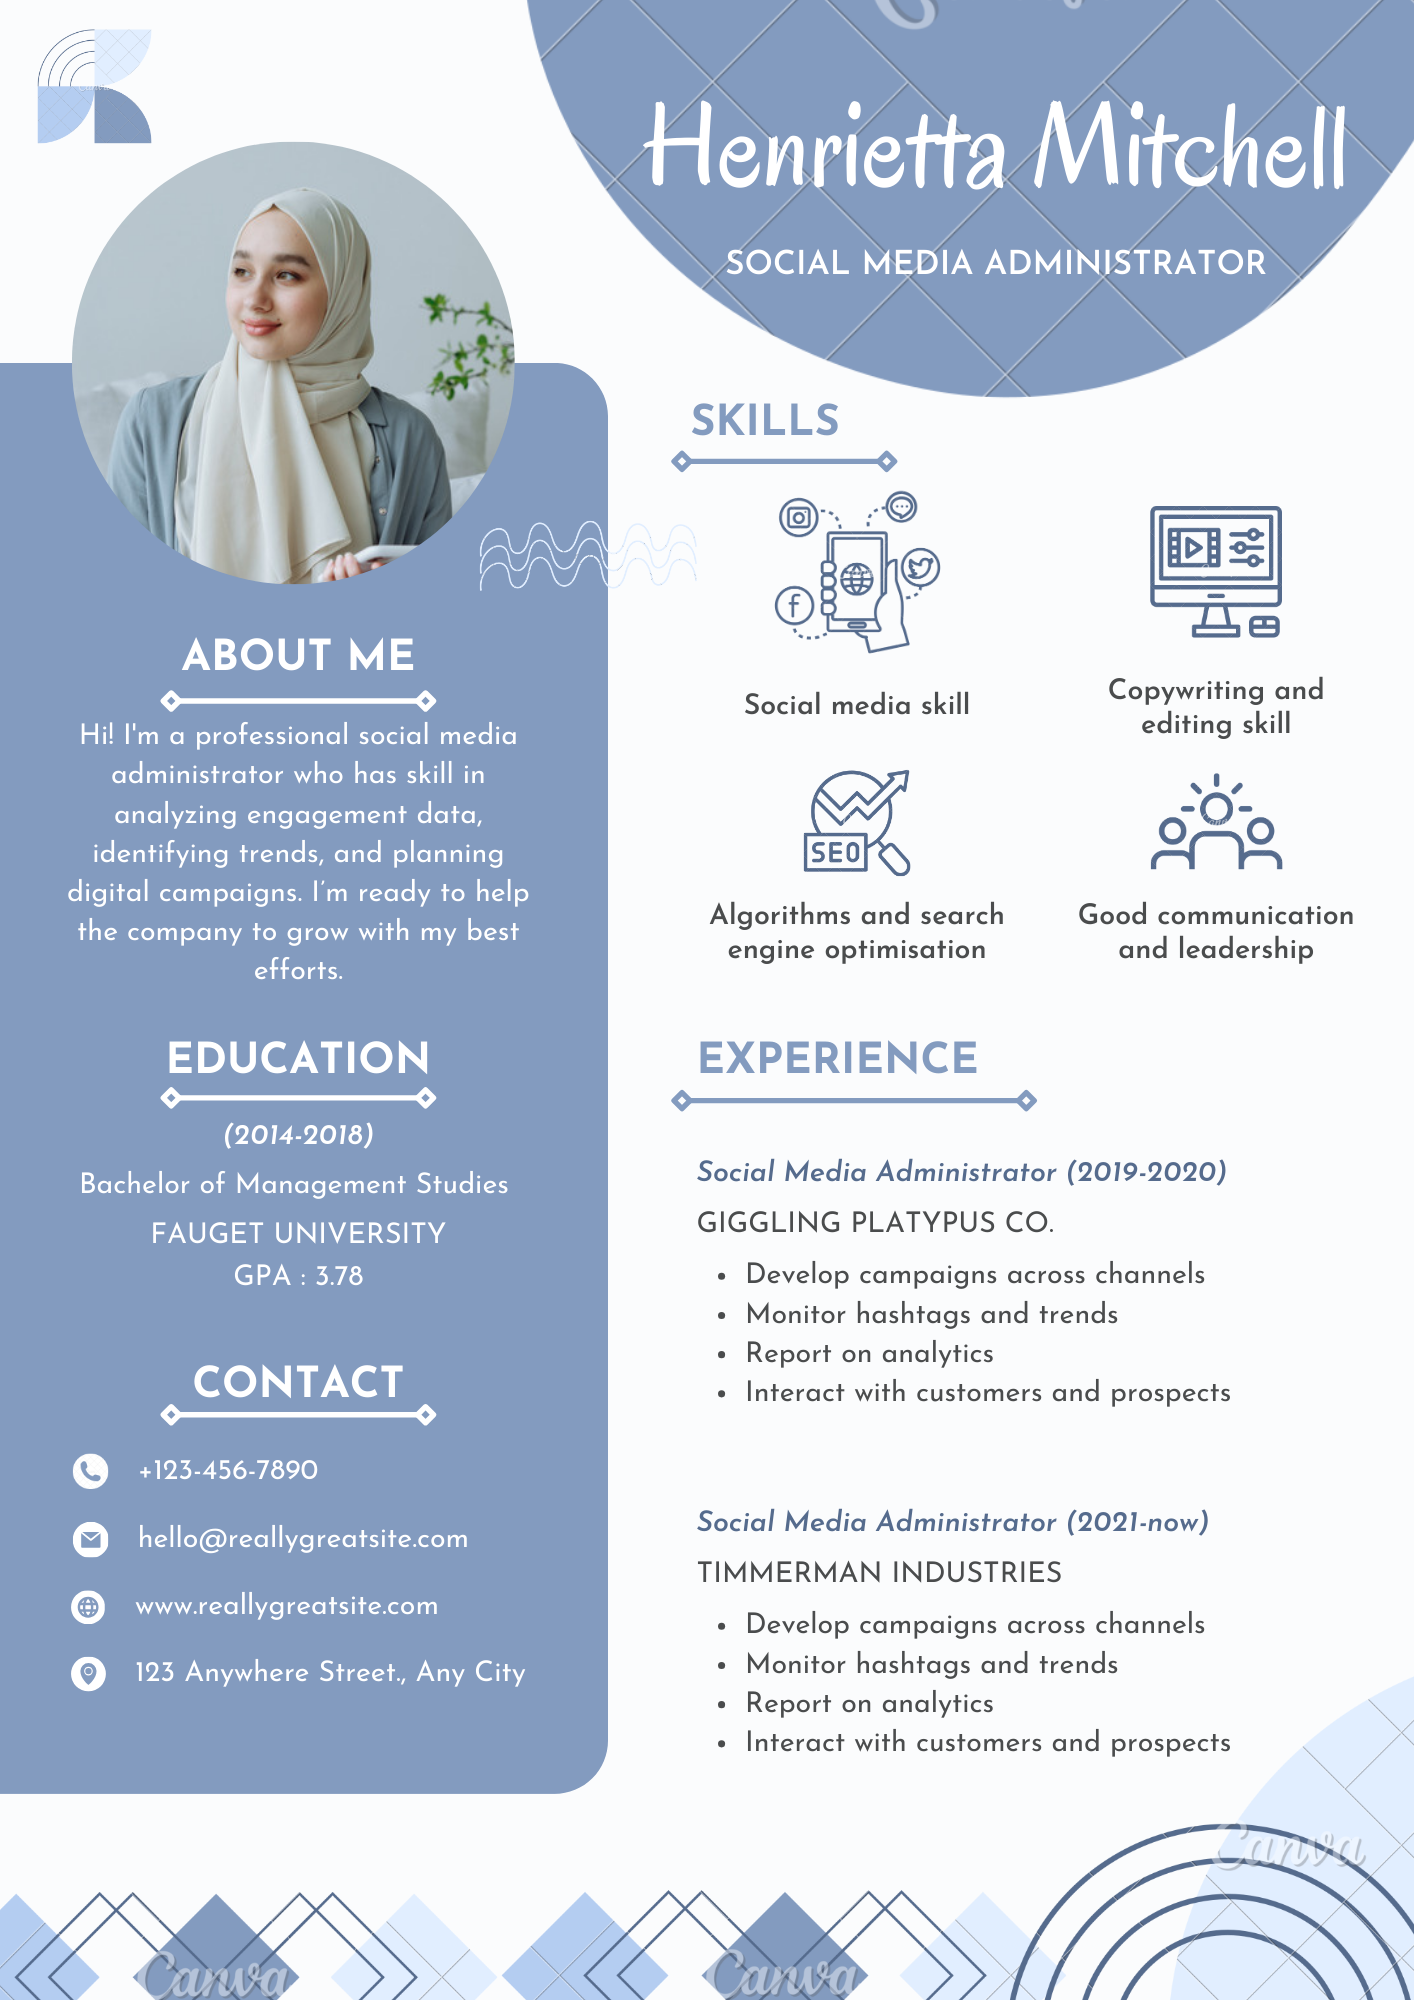 Henrietta Mitchell
SOCIAL MEDIA ADMINISTRATOR
ABOUT ME
Hi! I'm a professional social media
administrator who has skill in
analyzing engagement data,
identifying trends, and planning
digital campaigns. I’m ready to help
the company to grow with my best
efforts.
EDUCATION
(2014-2018)
Bachelor of Management Studies
FAUGET UNIVERSITY
GPA : 3.78
CONTACT
+123-456-7890
hello@reallygreatsite.com
www.reallygreatsite.com
123 Anywhere Street., Any City
SKILLS
Social media skill
Copywriting and
editing skill
SEO
Algorithms and search
engine optimisation
Good communication
and leadership
EXPERIENCE
Social Media Administrator (2019-2020)
GIGGLING PLATYPUS CO.
• Develop campaigns across channels
• Monitor hashtags and trends
• Report on analytics
• Interact with customers and prospects
Social Media Administrator (2021-now)
TIMMERMAN INDUSTRIES
• Develop campaigns across channels
• Monitor hashtags and trends
• Report on analytics
• Interact with customers and prospects
Canva
Canva
Canva